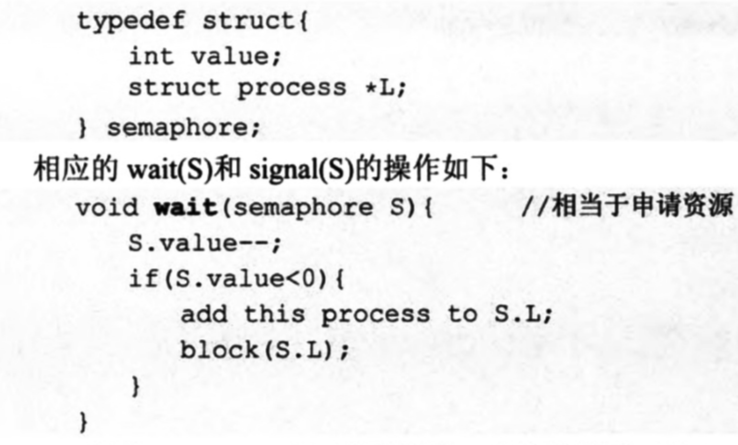 typedef struct{
int value;
struct process *L;
} semaphore;
相应的 wait(S)和 signal(S)的操作如下：
void wait(semaphore S){ //相当于申请资源
S.value--;
if(S.value<0){
add this process to S.L;
block(S.L);
}
}